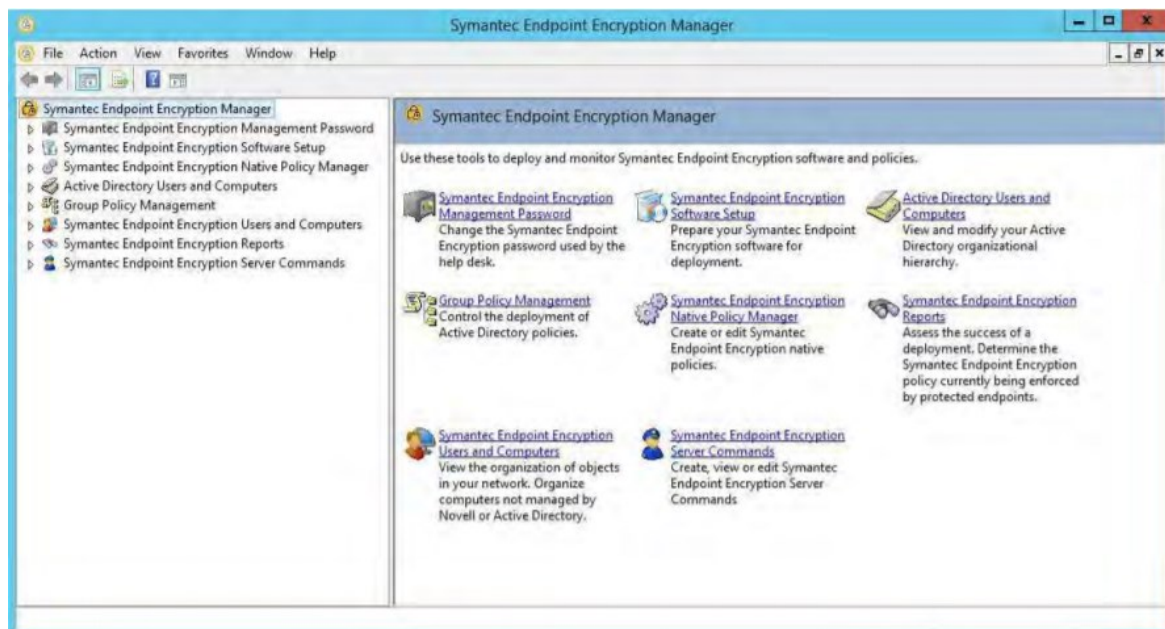 Symantec Endpoint Encryption Manager
File Action View Favorites Window Help
Symantec Endpoint Encryption Manager
Symantec Endpoint Encryption Management Password
Symantec Endpoint Encryption Software Setup
Symantec Endpoint Encryption Native Policy Manager
Active Directory Users and Computers
Group Policy Management
Symantec Endpoint Encryption Users and Computers
Symantec Endpoint Encryption Reports
Symantec Endpoint Encryption Server Commands
Symantec Endpoint Encryption Manager
Use these tools to deploy and monitor Symantec Endpoint Encryption software and policies.
Symantec Endpoint Encryption
Management Password
Change the Symantec Endpoint
Encryption password used by the
help desk.
Symantec Endpoint Encryption
Software Setup
Prepare your Symantec Endpoint
Encryption software for
deployment.
Active Directory Users and
Computers
View and modify your Active
Directory organizational
hierarchy.
Group Policy Management
Control the deployment of
Active Directory policies.
Symantec Endpoint Encryption
Native Policy Manager
Create or edit Symantec
Endpoint Encryption native
policies.
Symantec Endpoint Encryption
Reports
Assess the success of a
deployment. Determine the
Symantec Endpoint Encryption
policy currently being enforced
by protected endpoints.
Symantec Endpoint Encryption
Users and Computers
View the organization of objects
in your network. Organize
computers not managed by
Novell or Active Directory.
Symantec Endpoint Encryption
Server Commands
Create, view or edit Symantec
Endpoint Encryption Server
Commands